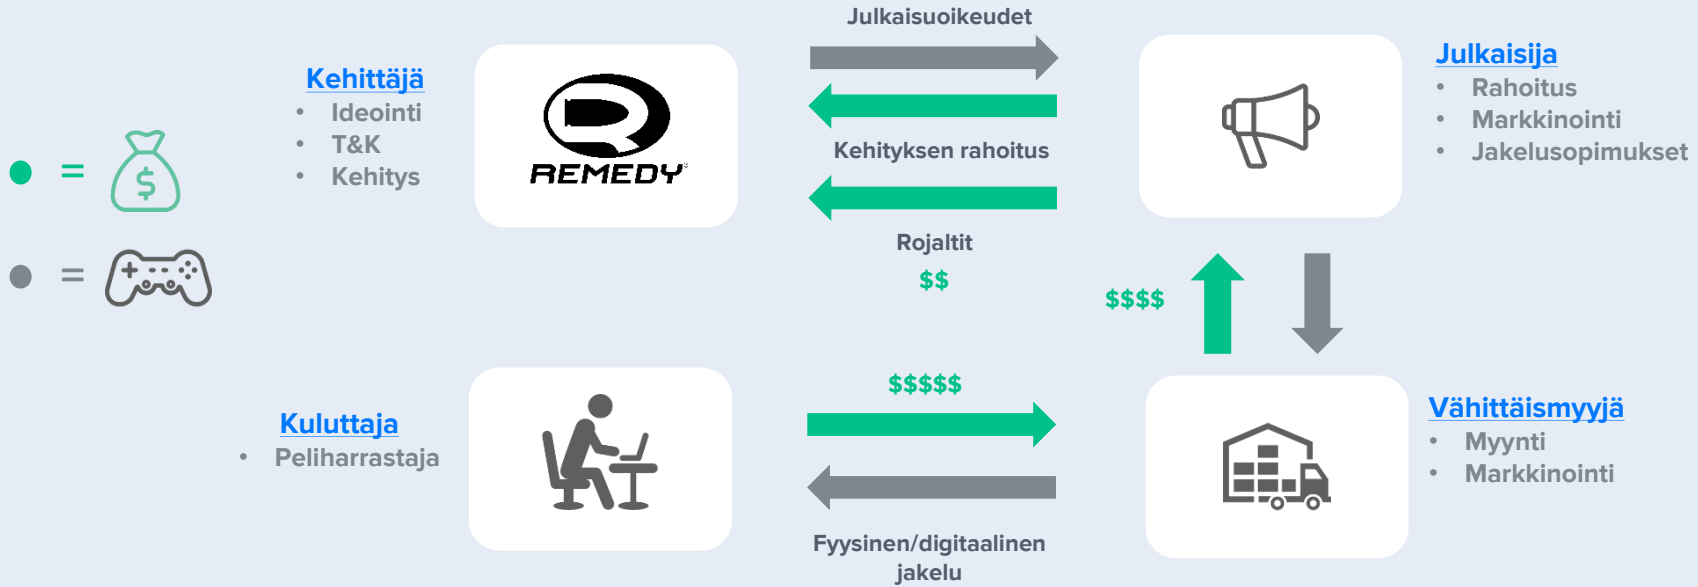 Julkaisuoikeudet
Kehittäjä
• Ideointi
• T&K
• Kehitys
REMEDY
Kehityksen rahoitus
Rojaltit
$$
Julkaisija
• Rahoitus
• Markkinointi
• Jakelusopimukset
= $
=
$$$$
Kuluttaja
• Peliharrastaja
$$$$$
Fyysinen/digitaalinen
jakelu
Vähittäismyyjä
• Myynti
• Markkinointi